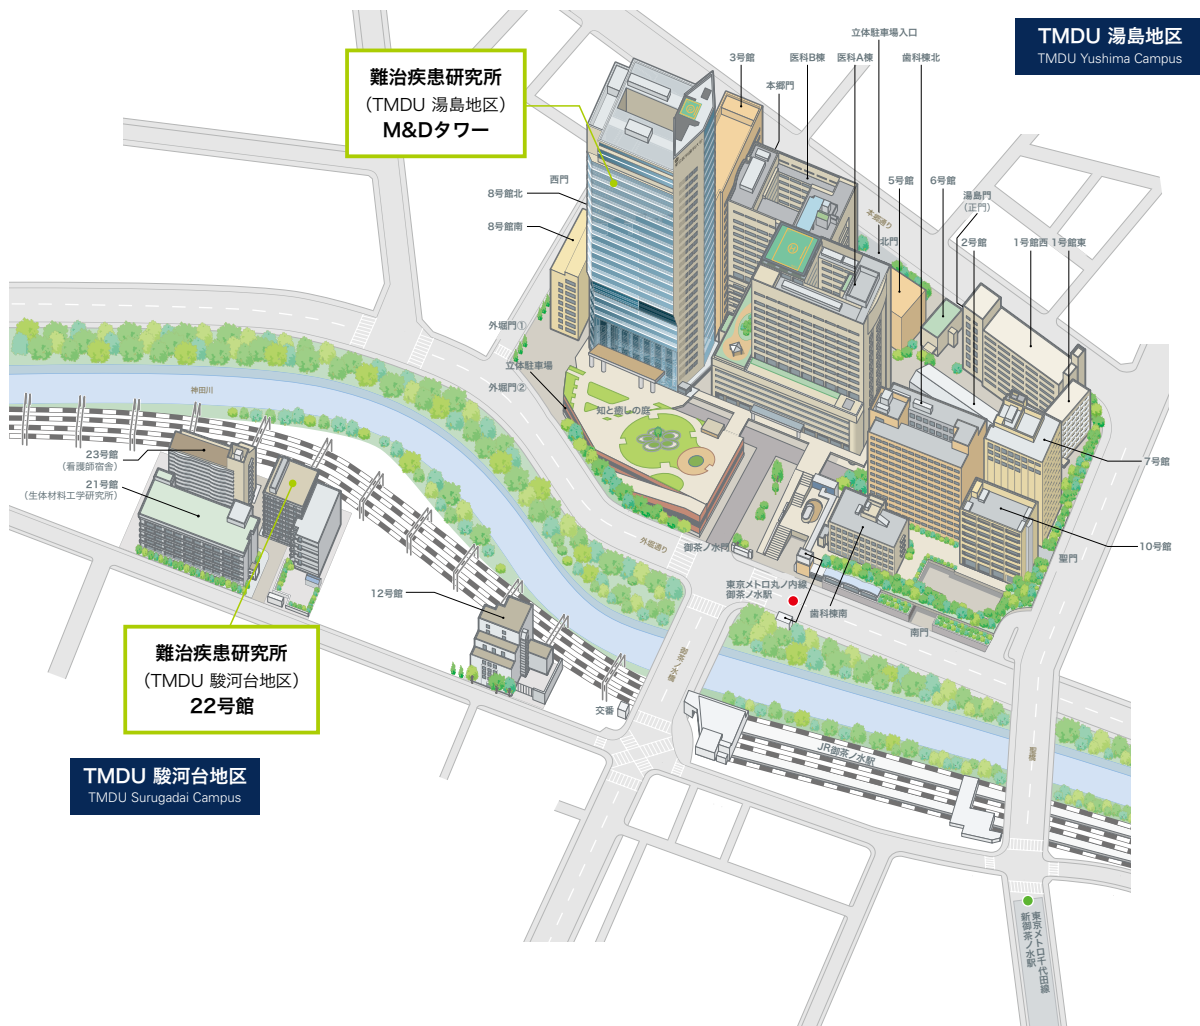 TMDU 湯島地区
TMDU Yushima Campus
難治疾患研究所
（TMDU 湯島地区）
M&Dタワー
立体駐車場入口
3号館
医科B棟
医科A棟
歯科棟北
本郷門
西門
8号館北
8号館南
5号館
6号館
湯島門
（正門）
本郷通り
北門
2号館
1号館西
1号館東
外堀門①
立体駐車場
外堀門②
知と癒しの庭
神田川
23号館
（看護師宿舎）
21号館
（生体材料工学研究所）
7号館
10号館
外堀通り
御茶ノ水門
聖門
東京メトロ丸ノ内線
御茶ノ水駅
歯科棟南
南門
12号館
難治疾患研究所
（TMDU 駿河台地区）
22号館
御茶ノ水橋
交番
JR御茶ノ水駅
聖橋
TMDU 駿河台地区
TMDU Surugadai Campus
東京メトロ千代田線
新御茶ノ水駅